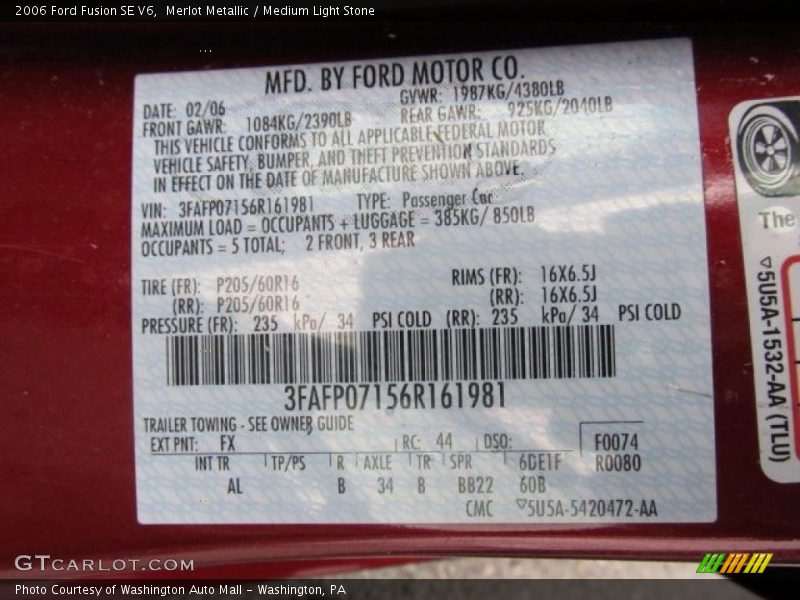 2006 Ford Fusion SE V6,  Merlot Metallic / Medium Light Stone
MFD. BY FORD MOTOR CO.
DATE: 02/06 GVWR: 1987KG/4380LB
FRONT GAWR: 1084KG/2390LB REAR GAWR: 925KG/2040LB
THIS VEHICLE CONFORMS TO ALL APPLICABLE FEDERAL MOTOR
VEHICLE SAFETY, BUMPER, AND THEFT PREVENTION STANDARDS
IN EFFECT ON THE DATE OF MANUFACTURE SHOWN ABOVE.
VIN: 3FAFP07156R161981 TYPE: Passenger Car
MAXIMUM LOAD = OCCUPANTS + LUGGAGE = 385KG/ 850LB
OCCUPANTS = 5 TOTAL; 2 FRONT, 3 REAR
TIRE (FR): P205/60R16 RIMS (FR): 16X6.5J
(RR): P205/60R16 (RR): 16X6.5J
PRESSURE (FR): 235 kPa/ 34 PSI COLD (RR): 235 kPa/ 34 PSI COLD
3FAFP07156R161981
TRAILER TOWING - SEE OWNER GUIDE
EXT PNT: FX RC: 44 DSO: F0074
INT TR TP/PS R AXLE TR SPR 6DE1F R0080
AL B 34 B BB22 60B
CMC 5U5A-5420472-AA
The
5U5A-1532-AA (TLU)
GTCARLOT.COM
Photo Courtesy of Washington Auto Mall - Washington, PA